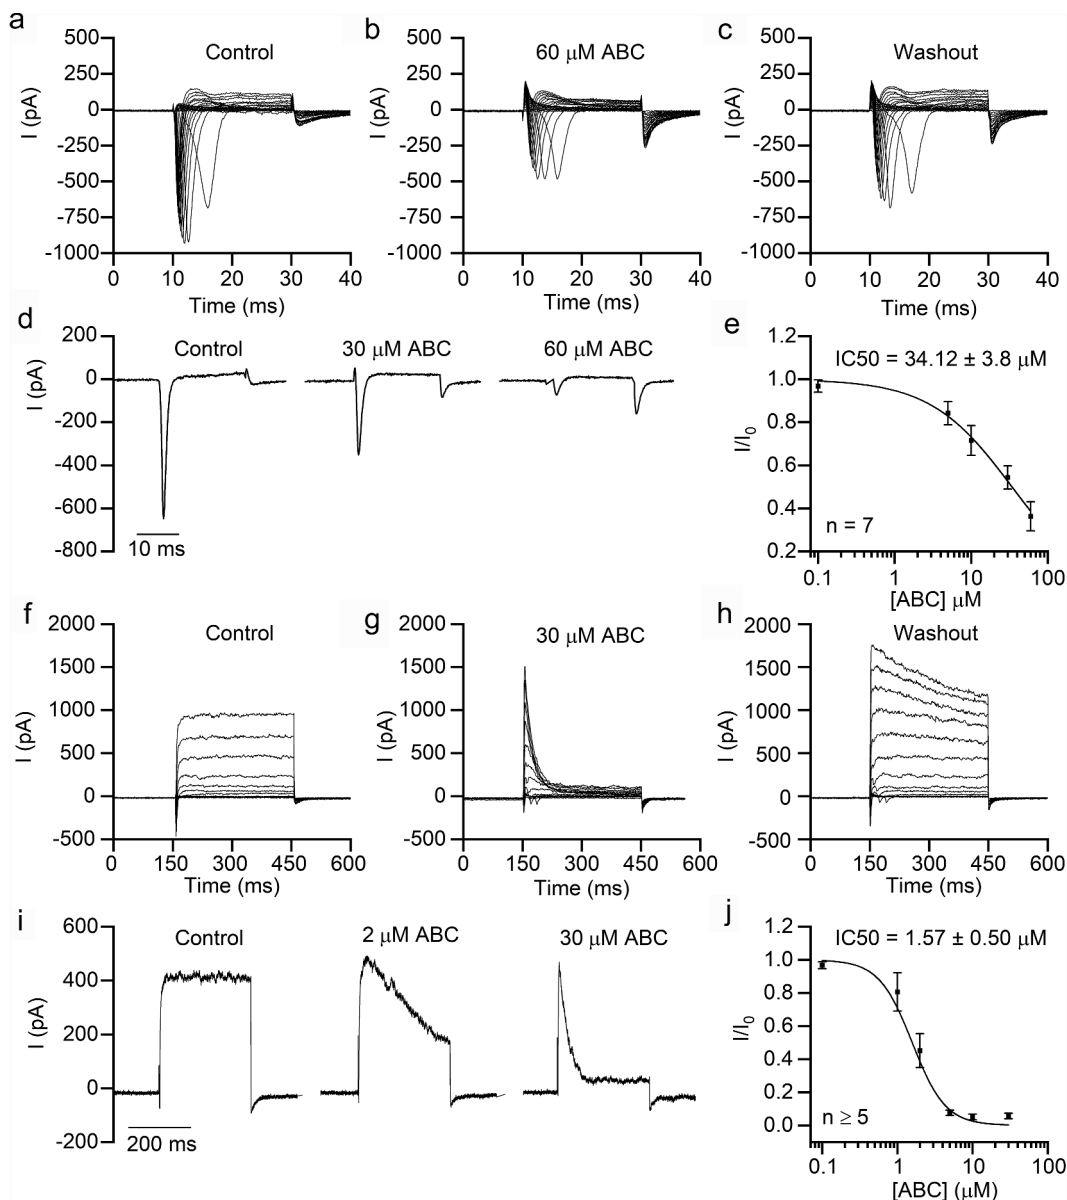 a
Control
I (pA)
500
250
0
-250
-500
-750
-1000
0
10
20
30
40
Time (ms)
b
60 μM ABC
I (pA)
500
250
0
-250
-500
-750
-1000
0
10
20
30
40
Time (ms)
c
Washout
I (pA)
500
250
0
-250
-500
-750
-1000
0
10
20
30
40
Time (ms)
d
Control
30 μM ABC
60 μM ABC
I (pA)
200
0
-200
-400
-600
-800
10 ms
e
IC50 = 34.12 ± 3.8 μM
I/I0
1.2
1.0
0.8
0.6
0.4
0.2
n = 7
0.1
1
10
100
[ABC] μM
f
Control
I (pA)
2000
1500
1000
500
0
-500
0
150
300
450
600
Time (ms)
g
30 μM ABC
I (pA)
2000
1500
1000
500
0
-500
0
150
300
450
600
Time (ms)
h
Washout
I (pA)
2000
1500
1000
500
0
-500
0
150
300
450
600
Time (ms)
i
Control
2 μM ABC
30 μM ABC
I (pA)
600
400
200
0
-200
200 ms
j
IC50 = 1.57 ± 0.50 μM
I/I0
1.2
1.0
0.8
0.6
0.4
0.2
0.0
n ≥ 5
0.1
1
10
100
[ABC] (μM)